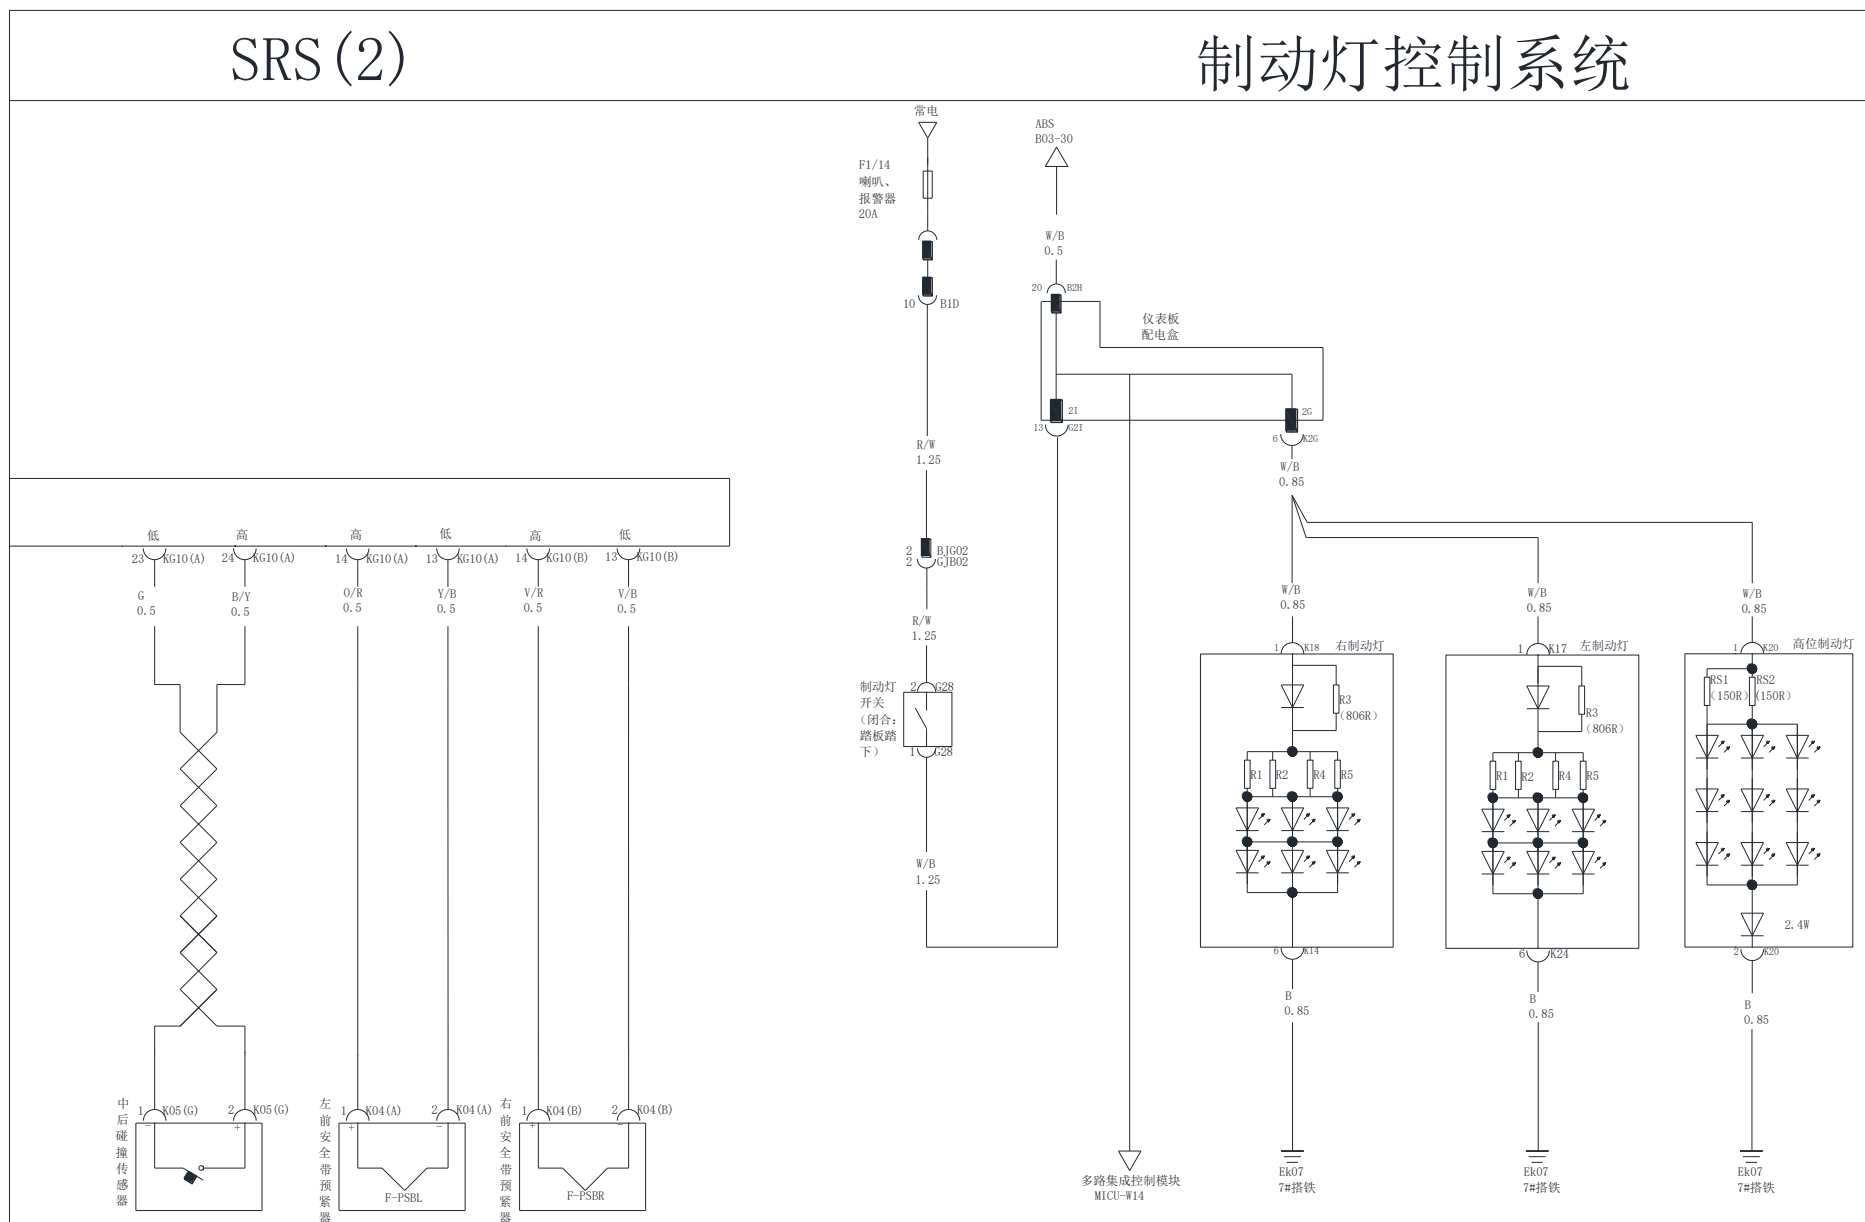 SRS(2)
制动灯控制系统
常电
F1/14
喇叭、
报警器
20A
10
B1D
R/W
1.25
2
BJG02
2
GJB02
R/W
1.25
制动灯
开关
（闭合：
踏板踏
下）
2
G28
1
G28
W/B
1.25
ABS
B03-30
W/B
0.5
20
B2H
仪表板
配电盒
2I
13
G2I
2G
6
K2G
W/B
0.85
W/B
0.85
W/B
0.85
W/B
0.85
1
K18
右制动灯
R3
（806R）
R1
R2
R4
R5
6
K14
B
0.85
Ek07
7#搭铁
1
K17
左制动灯
R3
（806R）
R1
R2
R4
R5
6
K24
B
0.85
Ek07
7#搭铁
1
K20
高位制动灯
RS1
（150R）
RS2
（150R）
2.4W
2
K20
B
0.85
Ek07
7#搭铁
多路集成控制模块
MICU-W14
低
高
高
低
高
低
23
KG10(A)
24
KG10(A)
14
KG10(A)
13
KG10(A)
14
KG10(B)
13
KG10(B)
G
0.5
B/Y
0.5
O/R
0.5
Y/B
0.5
V/R
0.5
V/B
0.5
中后碰撞传感器
1
K05(G)
2
K05(G)
−
+
左前安全带预紧器
1
K04(A)
2
K04(A)
+
−
F-PSBL
右前安全带预紧器
1
K04(B)
2
K04(B)
+
−
F-PSBR